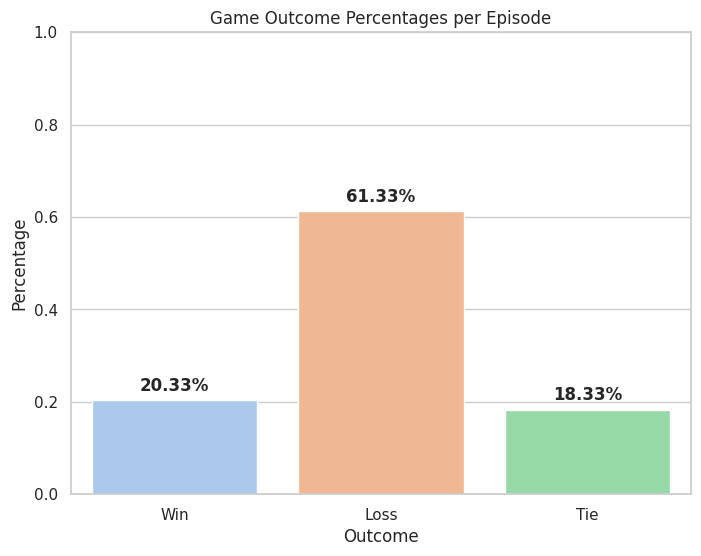 Game Outcome Percentages per Episode
1.0
0.8
0.6
0.4
0.2
0.0
Percentage
20.33%
61.33%
18.33%
Win
Loss
Tie
Outcome